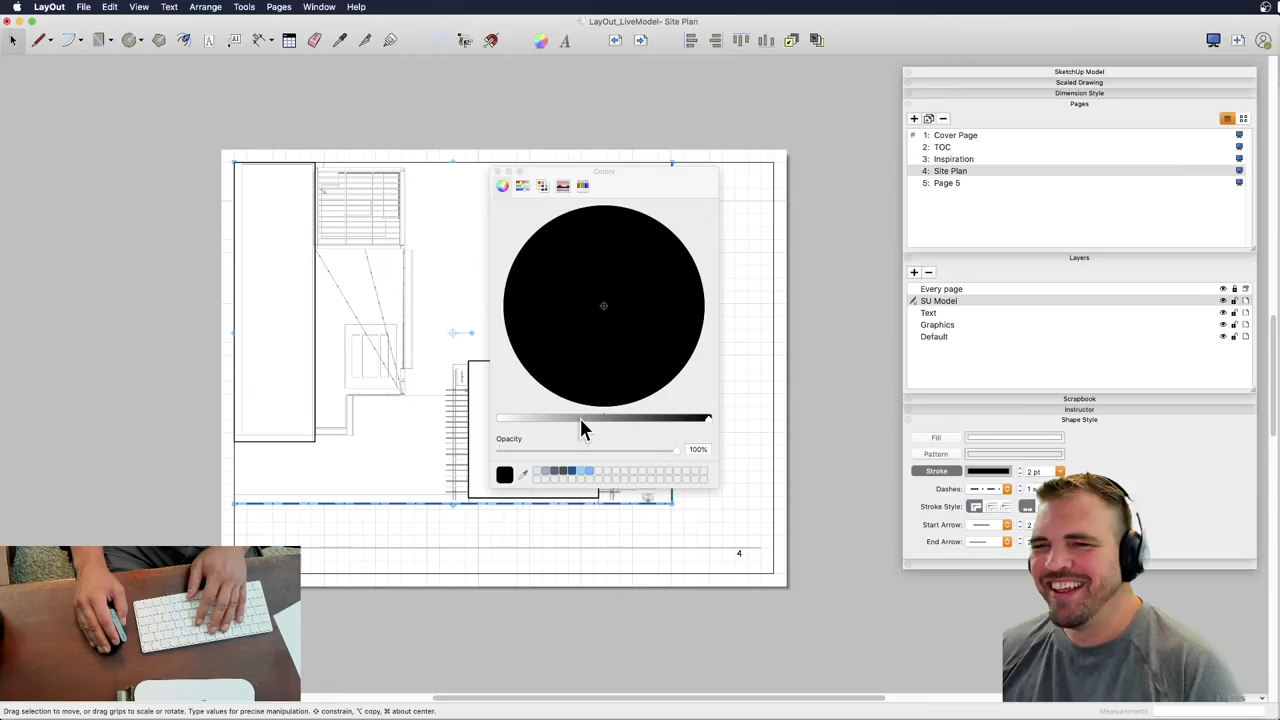 LayOut File Edit View Text Arrange Tools Pages Window Help
LayOut_LiveModel- Site Plan
SketchUp Model
Scaled Drawing
Dimension Style
Pages
# 1: Cover Page
2: TOC
3: Inspiration
4: Site Plan
5: Page 5
Layers
Every page
SU Model
Text
Graphics
Default
Scrapbook
Instructor
Shape Style
Fill
Pattern
Stroke 2 pt
Dashes: 1
Stroke Style:
Start Arrow: 2
End Arrow: 2
Colors
Opacity
100%
4
Drag selection to move, or drag grips to scale or rotate. Type values for precise manipulation. ⇧ constrain, ⌥ copy, ⌘ about center.
Measurements